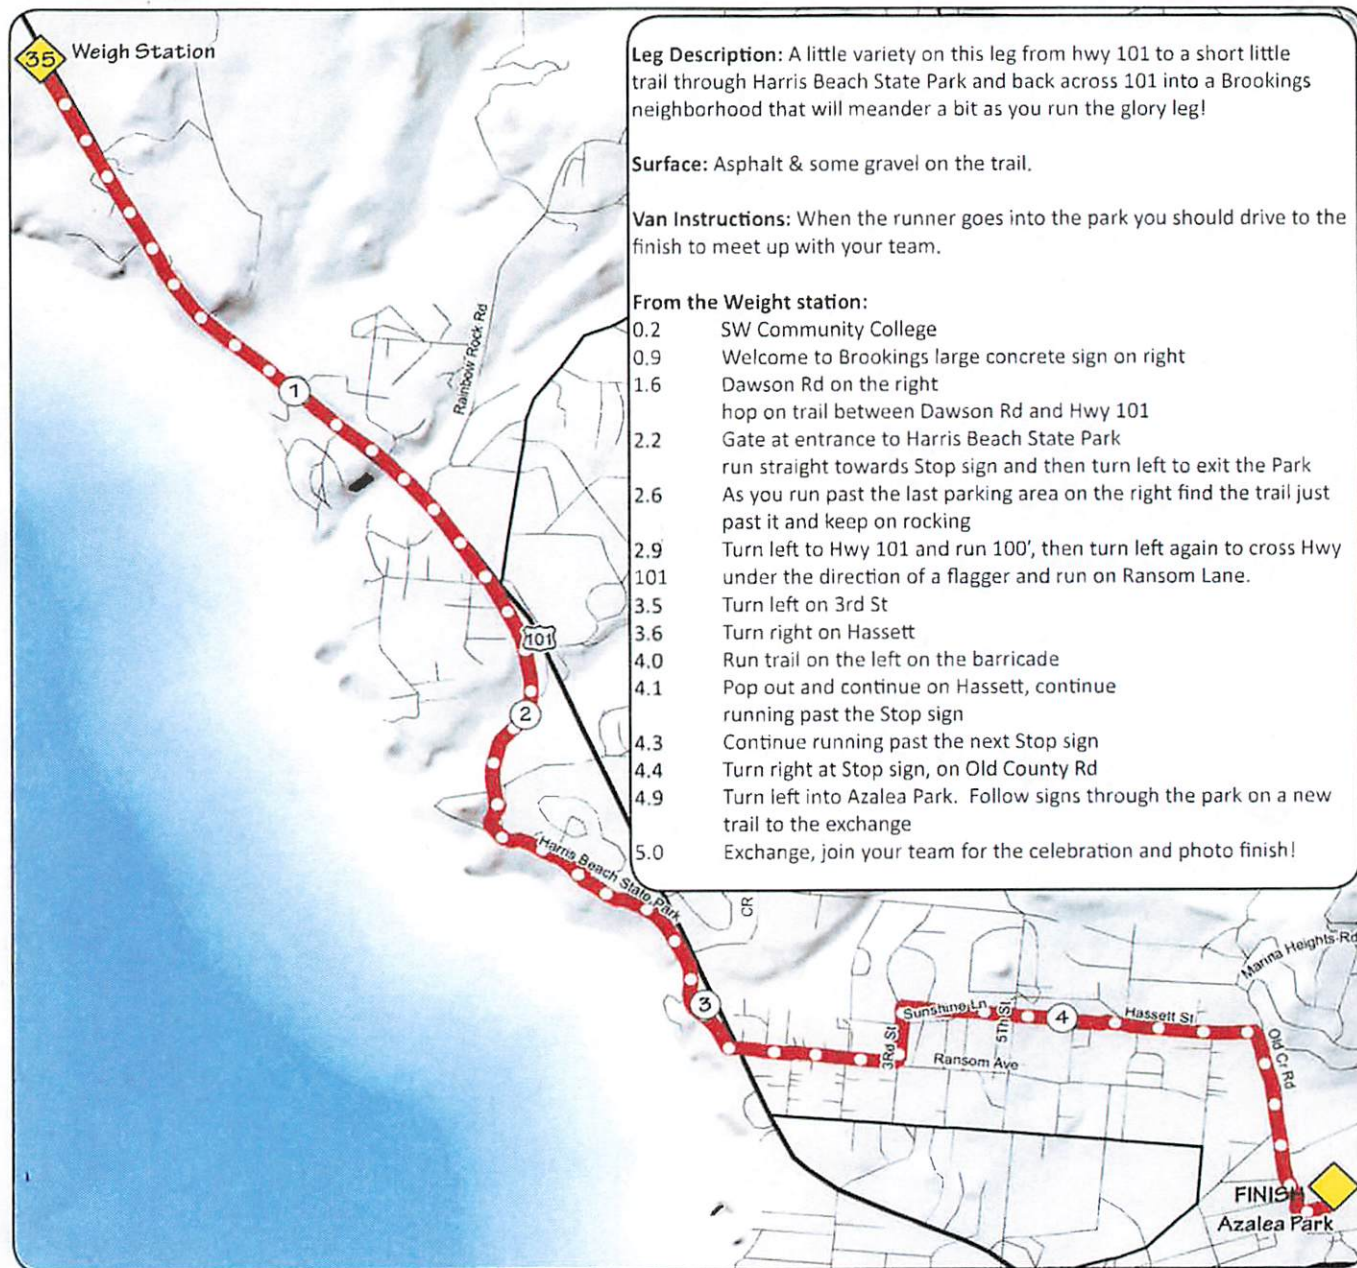 35 Weigh Station
Leg Description: A little variety on this leg from hwy 101 to a short little
trail through Harris Beach State Park and back across 101 into a Brookings
neighborhood that will meander a bit as you run the glory leg!
Surface: Asphalt & some gravel on the trail.
Van Instructions: When the runner goes into the park you should drive to the
finish to meet up with your team.
From the Weight station:
0.2 SW Community College
0.9 Welcome to Brookings large concrete sign on right
1.6 Dawson Rd on the right
hop on trail between Dawson Rd and Hwy 101
2.2 Gate at entrance to Harris Beach State Park
run straight towards Stop sign and then turn left to exit the Park
2.6 As you run past the last parking area on the right find the trail just
past it and keep on rocking
2.9 Turn left to Hwy 101 and run 100', then turn left again to cross Hwy
101 under the direction of a flagger and run on Ransom Lane.
3.5 Turn left on 3rd St
3.6 Turn right on Hassett
4.0 Run trail on the left on the barricade
4.1 Pop out and continue on Hassett, continue
running past the Stop sign
4.3 Continue running past the next Stop sign
4.4 Turn right at Stop sign, on Old County Rd
4.9 Turn left into Azalea Park. Follow signs through the park on a new
trail to the exchange
5.0 Exchange, join your team for the celebration and photo finish!
Rainbow Rock Rd
1
101
2
Harris Beach State Park
CR
Marina Heights Rd
3
Sunshine Ln
5Th St
4
Hassett St
3Rd St
Ransom Ave
Old Cr Rd
FINISH
Azalea Park